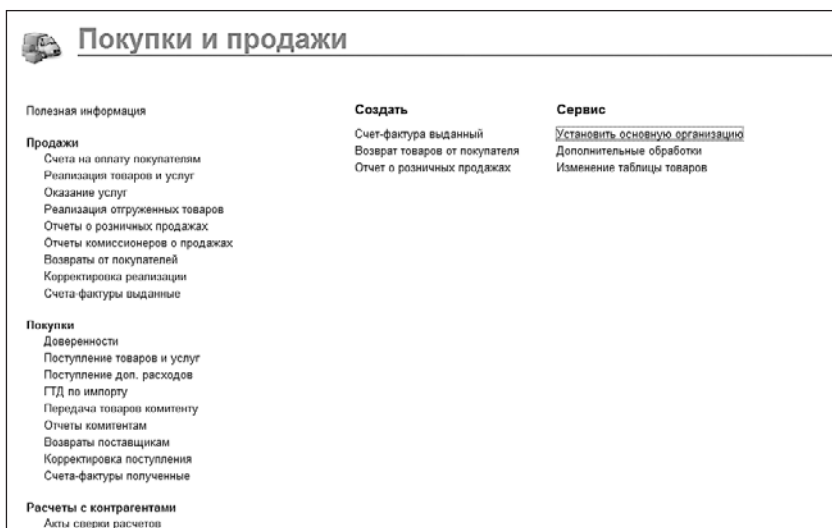 Покупки и продажи
Полезная информация
Продажи
Счета на оплату покупателям
Реализация товаров и услуг
Оказание услуг
Реализация отгруженных товаров
Отчеты о розничных продажах
Отчеты комиссионеров о продажах
Возвраты от покупателей
Корректировка реализации
Счета-фактуры выданные
Покупки
Доверенности
Поступление товаров и услуг
Поступление доп. расходов
ГТД по импорту
Передача товаров комитенту
Отчеты комитентам
Возвраты поставщикам
Корректировка поступления
Счета-фактуры полученные
Расчеты с контрагентами
Акты сверки расчетов
Создать
Счет-фактура выданный
Возврат товаров от покупателя
Отчет о розничных продажах
Сервис
Установить основную организацию
Дополнительные обработки
Изменение таблицы товаров